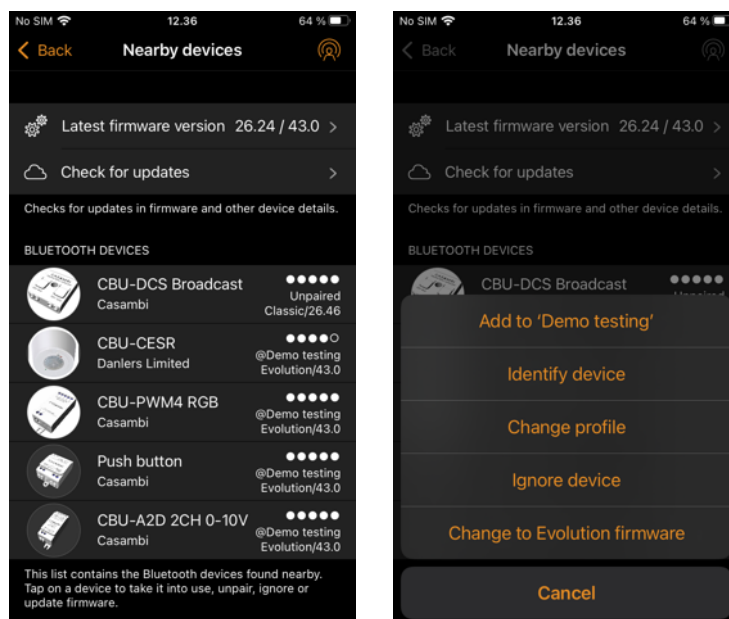 No SIM 12.36 64 %
Back Nearby devices
Latest firmware version 26.24 / 43.0
Check for updates
Checks for updates in firmware and other device details.
BLUETOOTH DEVICES
CBU-DCS Broadcast
Casambi
Unpaired
Classic/26.46
CBU-CESR
Danlers Limited
@Demo testing
Evolution/43.0
CBU-PWM4 RGB
Casambi
@Demo testing
Evolution/43.0
Push button
Casambi
@Demo testing
Evolution/43.0
CBU-A2D 2CH 0-10V
Casambi
@Demo testing
Evolution/43.0
This list contains the Bluetooth devices found nearby.
Tap on a device to take it into use, unpair, ignore or
update firmware.
No SIM 12.36 64 %
Back Nearby devices
Latest firmware version 26.24 / 43.0
Check for updates
Checks for updates in firmware and other device details.
BLUETOOTH DEVICES
CBU-DCS Broadcast
Add to ‘Demo testing’
Identify device
Change profile
Ignore device
Change to Evolution firmware
Cancel